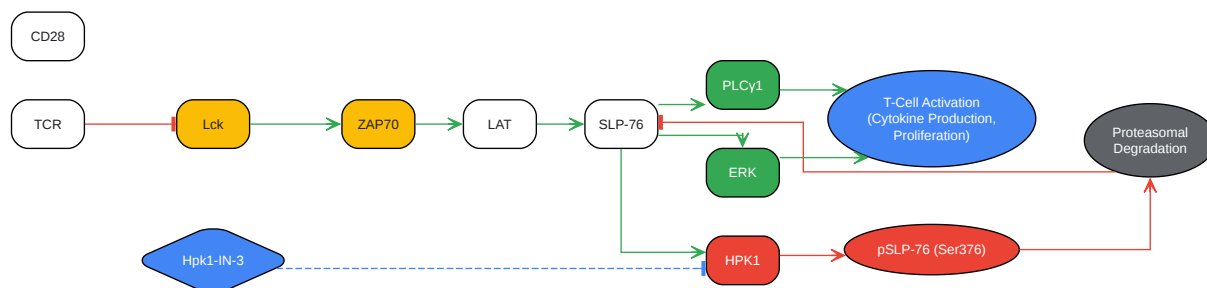 CD28
TCR
Lck
ZAP70
LAT
SLP-76
PLCγ1
ERK
T-Cell Activation
(Cytokine Production,
Proliferation)
Proteasomal
Degradation
Hpk1-IN-3
HPK1
pSLP-76 (Ser376)